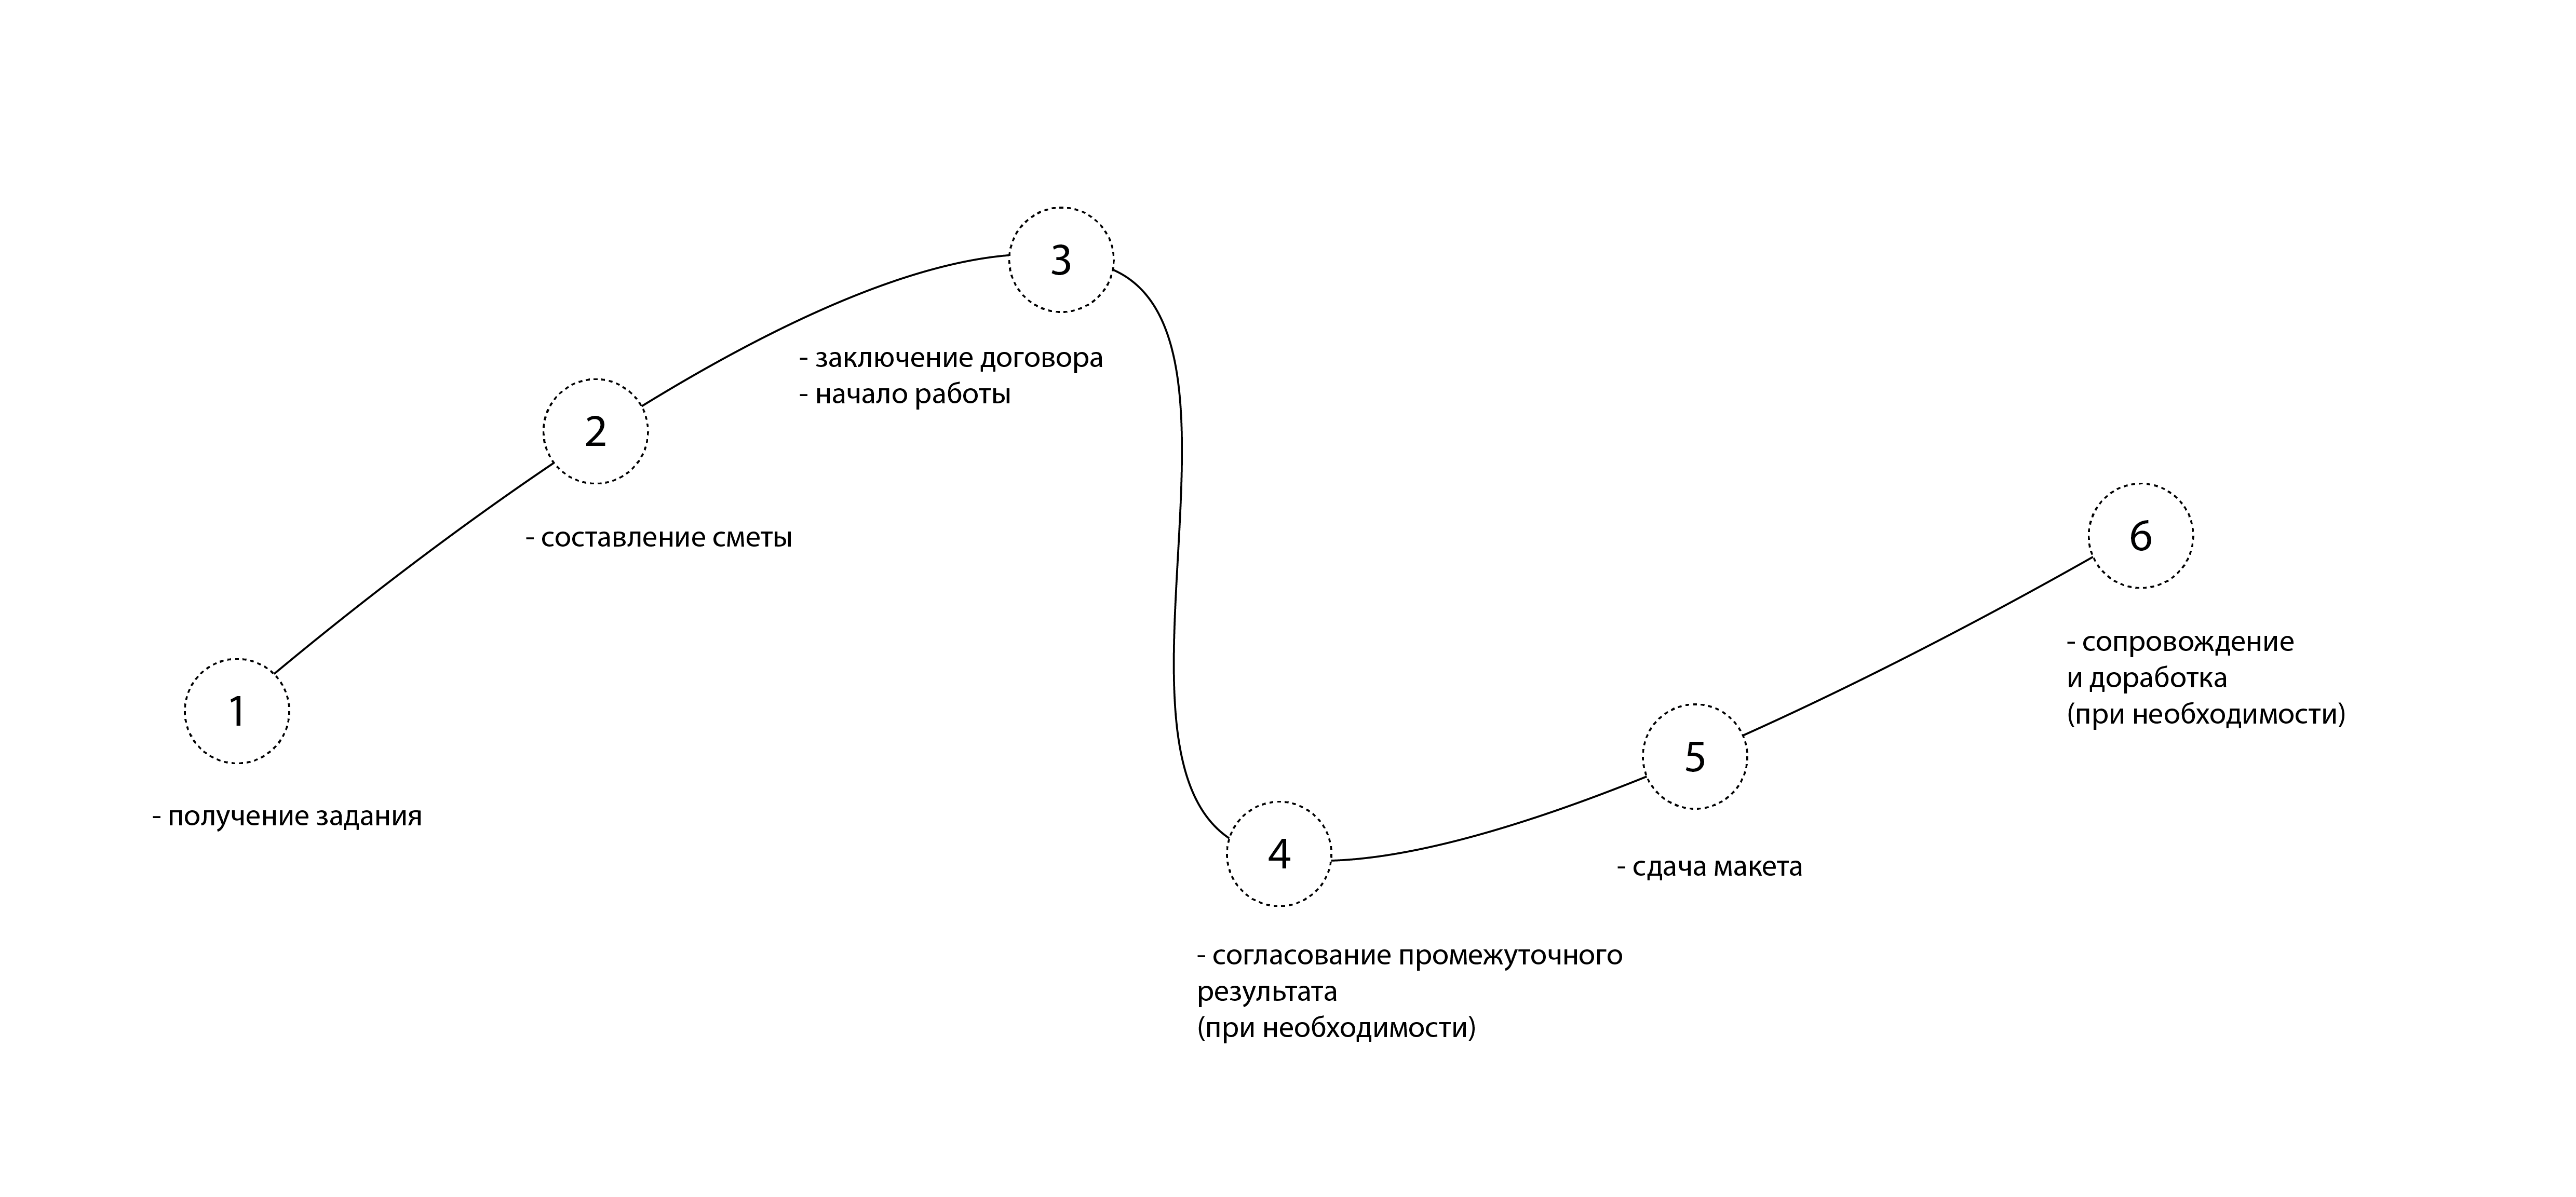 1
- получение задания
2
- составление сметы
3
- заключение договора
- начало работы
4
- согласование промежуточного
результата
(при необходимости)
5
- сдача макета
6
- сопровождение
и доработка
(при необходимости)